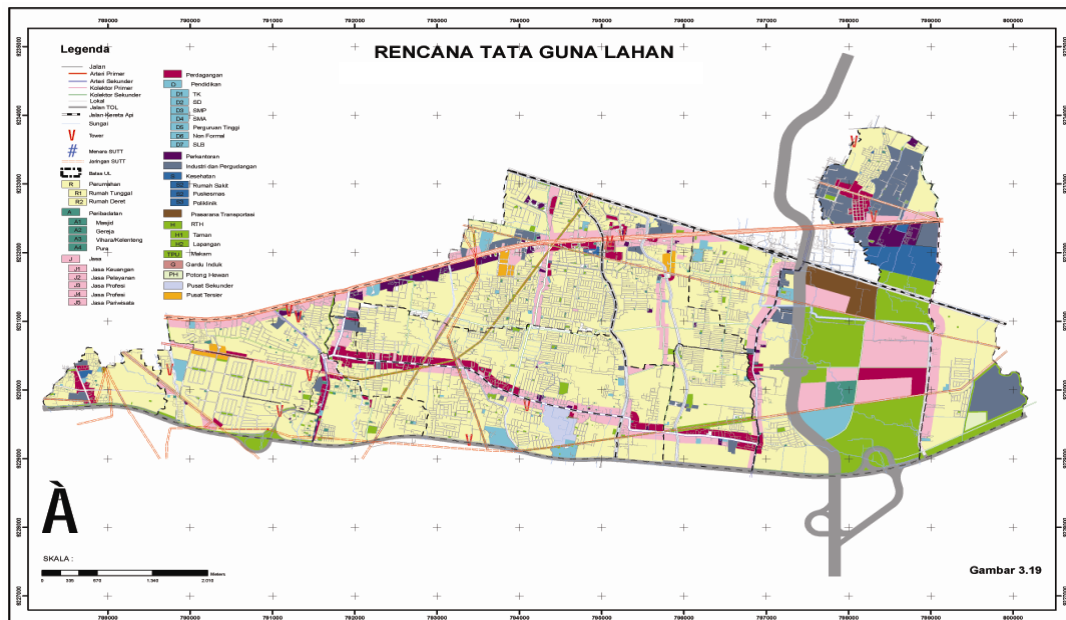 RENCANA TATA GUNA LAHAN
Legenda
Jalan
Arteri Primer
Arteri Sekunder
Kolektor Primer
Kolektor Sekunder
Lokal
Jalan TOL
Jalan Kereta Api
Sungai
Tower
Menara SUTT
Jaringan SUTT
Batas UL
R Perumahan
R1 Rumah Tunggal
R2 Rumah Deret
A Peribadatan
A1 Masjid
A2 Gereja
A3 Vihara/Kelenteng
A4 Pura
J Jasa
J1 Jasa Keuangan
J2 Jasa Pelayanan
J3 Jasa Profesi
J4 Jasa Profesi
J5 Jasa Pariwisata
Perdagangan
D Pendidikan
D1 TK
D2 SD
D3 SMP
D4 SMA
D5 Perguruan Tinggi
D6 Non Formal
D7 SLB
Perkantoran
Industri dan Pergudangan
Kesehatan
Rumah Sakit
Puskesmas
Poliklinik
Prasarana Transportasi
H RTH
H1 Taman
H2 Lapangan
TPU Makam
G Gardu Induk
PH Potong Hewan
Pusat Sekunder
Pusat Tersier
À
SKALA :
Meters
Gambar 3.19